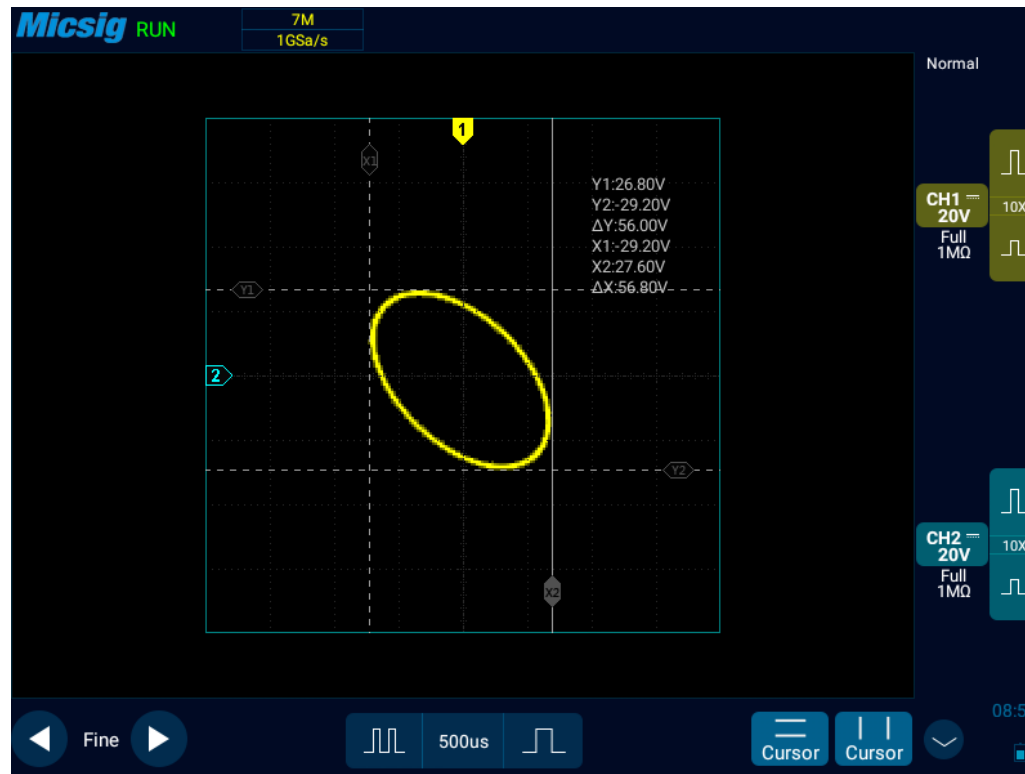 Micsig RUN
7M
1GSa/s
Normal
1
X1
Y1:26.80V
Y2:-29.20V
ΔY:56.00V
X1:-29.20V
X2:27.60V
ΔX:56.80V
CH1
20V
10X
Full
1MΩ
Y1
2
Y2
CH2
20V
10X
Full
1MΩ
X2
Fine
500us
Cursor
Cursor